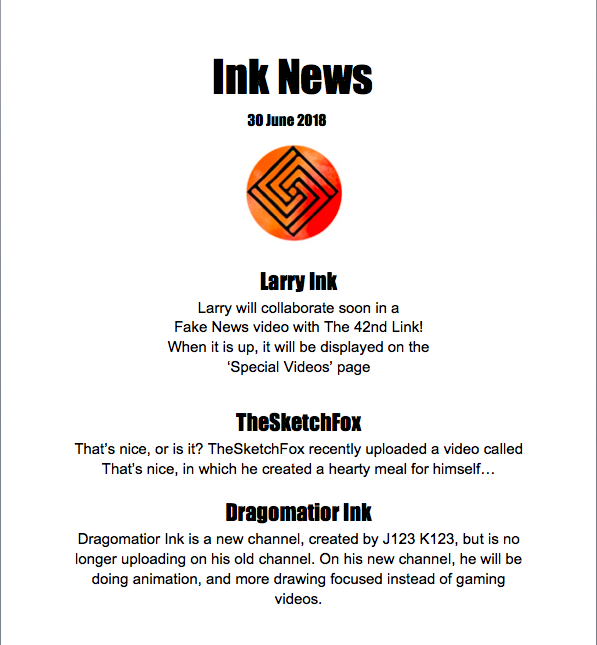 Ink News
30 June 2018
Larry Ink
Larry will collaborate soon in a
Fake News video with The 42nd Link!
When it is up, it will be displayed on the
‘Special Videos’ page
TheSketchFox
That’s nice, or is it? TheSketchFox recently uploaded a video called
That’s nice, in which he created a hearty meal for himself…
Dragomatior Ink
Dragomatior Ink is a new channel, created by J123 K123, but is no
longer uploading on his old channel. On his new channel, he will be
doing animation, and more drawing focused instead of gaming
videos.